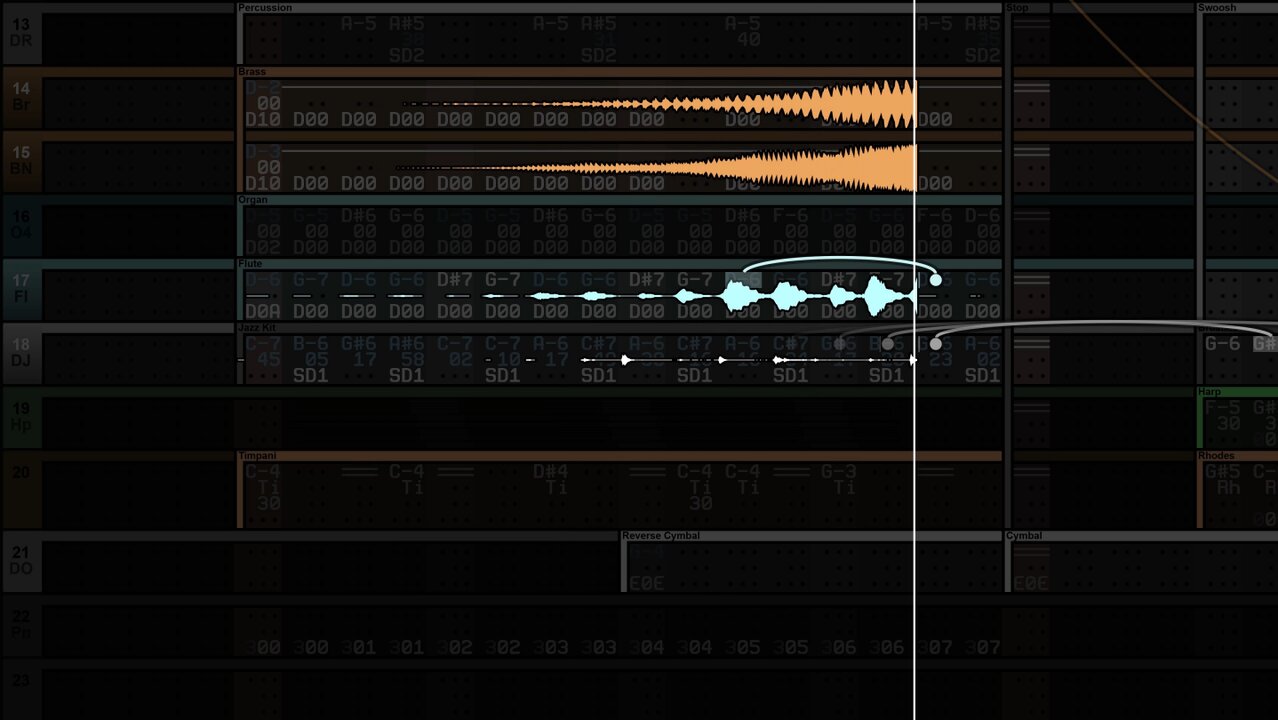 Percussion Stop Swoosh
13 A-5 A#5 A-5 A#5 A-5 A#5
DR 40
SD2 SD2 SD2
Brass
14 D-2
Br 00
D10 D00 D00 D00 D00 D00 D00 D00 D00 D00 D00
15 D-3
BN 00
D10 D00 D00 D00 D00 D00 D00 D00 D00 D00 D00
Organ
16 D-5 G-5 D#6 G-6 D-5 G-5 D#6 G-6 D-5 G-5 D#6 F-6 D-5 G-6 F-6 D-6
O4 00 00 00 00 00 00 00 00 00 00 00 00 00 00 00 00
D02 D00 D00 D00 D00 D00 D00 D00 D00 D00 D00 D00 D00 D00 D00 D00
Flute
17 D-6 G-7 D-6 G-6 D#7 G-7 D-6 G-6 D#7 G-7 G-6 D#7 G-6
Fl
D0A D00 D00 D00 D00 D00 D00 D00 D00 D00 D00 D00 D00 D00 D00 D00
Jazz Kit
18 C-7 B-6 G#6 A#6 C-7 C-7 A-6 C#7 A-6 C#7 A-6 C#7 A-6 G-6 G#
DJ 45 05 17 58 02 10 17 23 02
SD1 SD1 SD1 SD1 SD1 SD1 SD1 SD1
Harp
19 F-5 G#
Hp 30
Timpani Rhodes
20 C-4 C-4 D#4 C-4 C-4 G-3 G#5 C-
Ti Ti Ti Ti Ti Ti Rh
30 30
Reverse Cymbal Cymbal
21
DO
E0E E0E
22
300 300 301 301 302 302 303 303 304 304 305 305 306 306 307 307
23